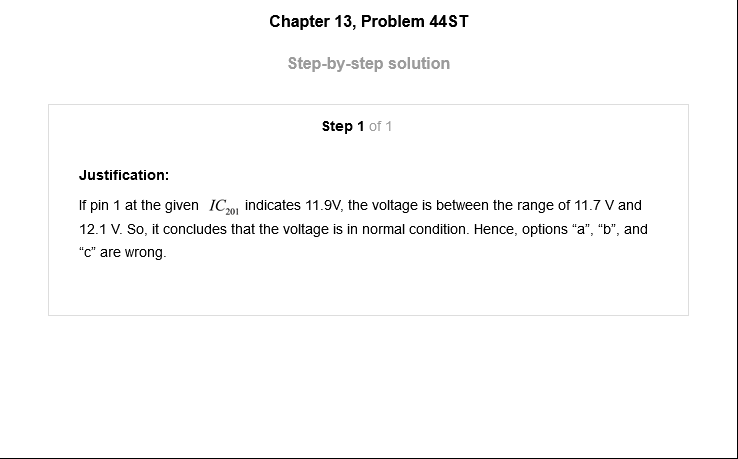 Chapter 13, Problem 44ST
Step-by-step solution
Step 1 of 1
Justification:
If pin 1 at the given IC201 indicates 11.9V, the voltage is between the range of 11.7 V and
12.1 V. So, it concludes that the voltage is in normal condition. Hence, options “a”, “b”, and
“c” are wrong.